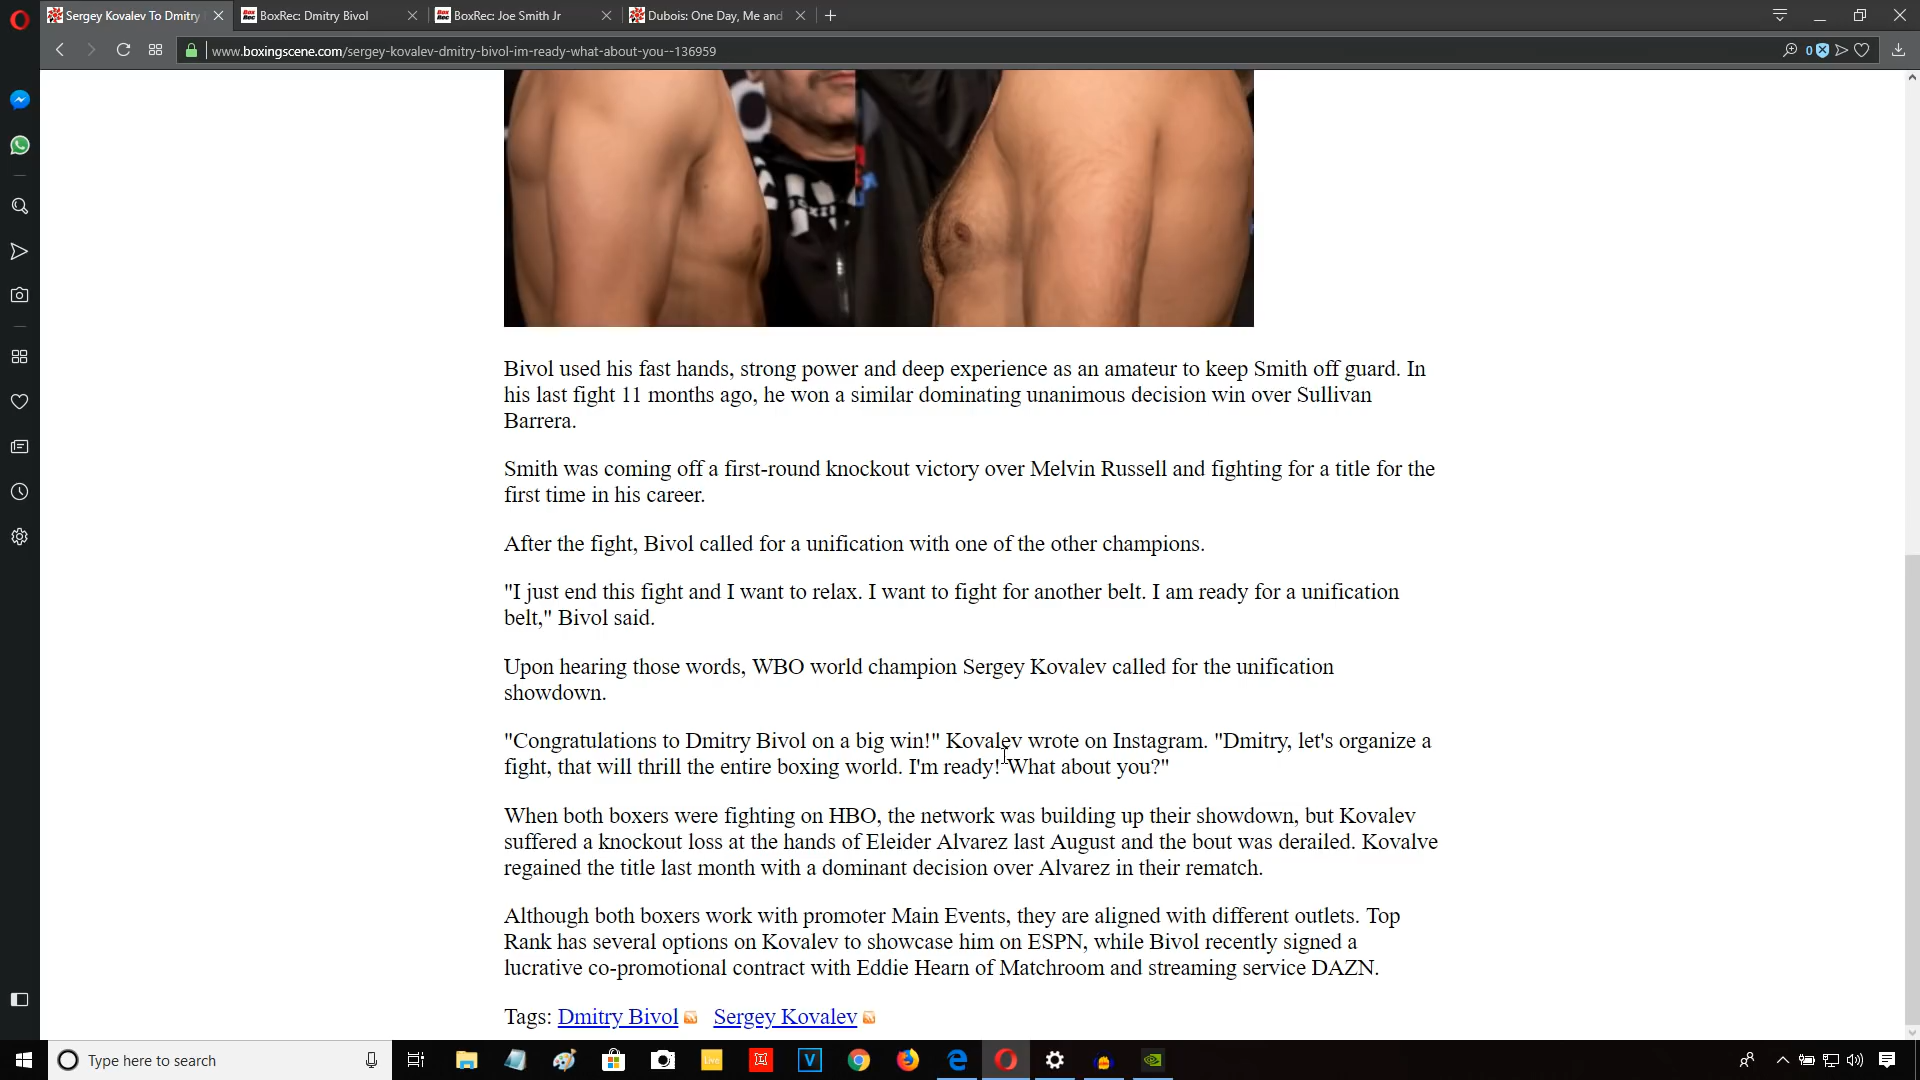 Sergey Kovalev To Dmitry
BoxRec: Dmitry Bivol
BoxRec: Joe Smith Jr
Dubois: One Day, Me and
www.boxingscene.com/sergey-kovalev-dmitry-bivol-im-ready-what-about-you--136959
0
Bivol used his fast hands, strong power and deep experience as an amateur to keep Smith off guard. In
his last fight 11 months ago, he won a similar dominating unanimous decision win over Sullivan
Barrera.
Smith was coming off a first-round knockout victory over Melvin Russell and fighting for a title for the
first time in his career.
After the fight, Bivol called for a unification with one of the other champions.
"I just end this fight and I want to relax. I want to fight for another belt. I am ready for a unification
belt," Bivol said.
Upon hearing those words, WBO world champion Sergey Kovalev called for the unification
showdown.
"Congratulations to Dmitry Bivol on a big win!" Kovalev wrote on Instagram. "Dmitry, let's organize a
fight, that will thrill the entire boxing world. I'm ready! What about you?"
When both boxers were fighting on HBO, the network was building up their showdown, but Kovalev
suffered a knockout loss at the hands of Eleider Alvarez last August and the bout was derailed. Kovalve
regained the title last month with a dominant decision over Alvarez in their rematch.
Although both boxers work with promoter Main Events, they are aligned with different outlets. Top
Rank has several options on Kovalev to showcase him on ESPN, while Bivol recently signed a
lucrative co-promotional contract with Eddie Hearn of Matchroom and streaming service DAZN.
Tags: Dmitry Bivol Sergey Kovalev
Type here to search